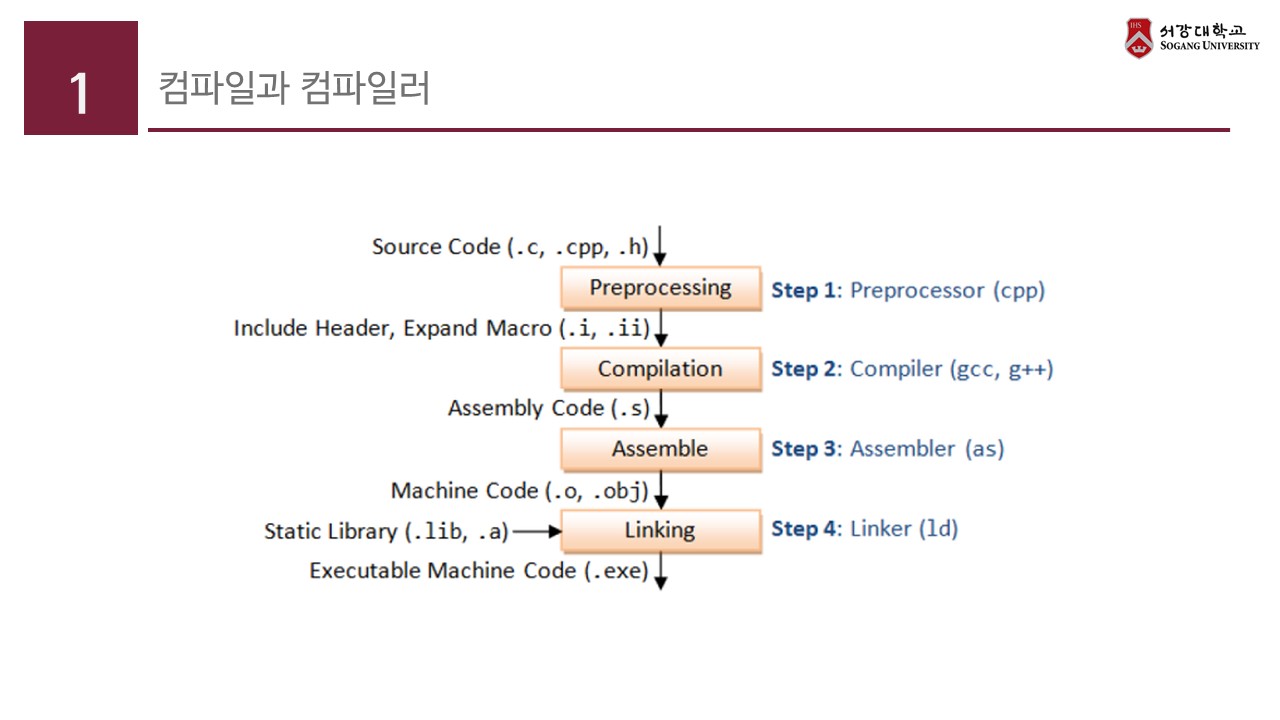 1
컴파일과 컴파일러
IHS
서강대학교
SOGANG UNIVERSITY
Source Code (.c, .cpp, .h)
Preprocessing
Step 1: Preprocessor (cpp)
Include Header, Expand Macro (.i, .ii)
Compilation
Step 2: Compiler (gcc, g++)
Assembly Code (.s)
Assemble
Step 3: Assembler (as)
Machine Code (.o, .obj)
Static Library (.lib, .a)
Linking
Step 4: Linker (ld)
Executable Machine Code (.exe)